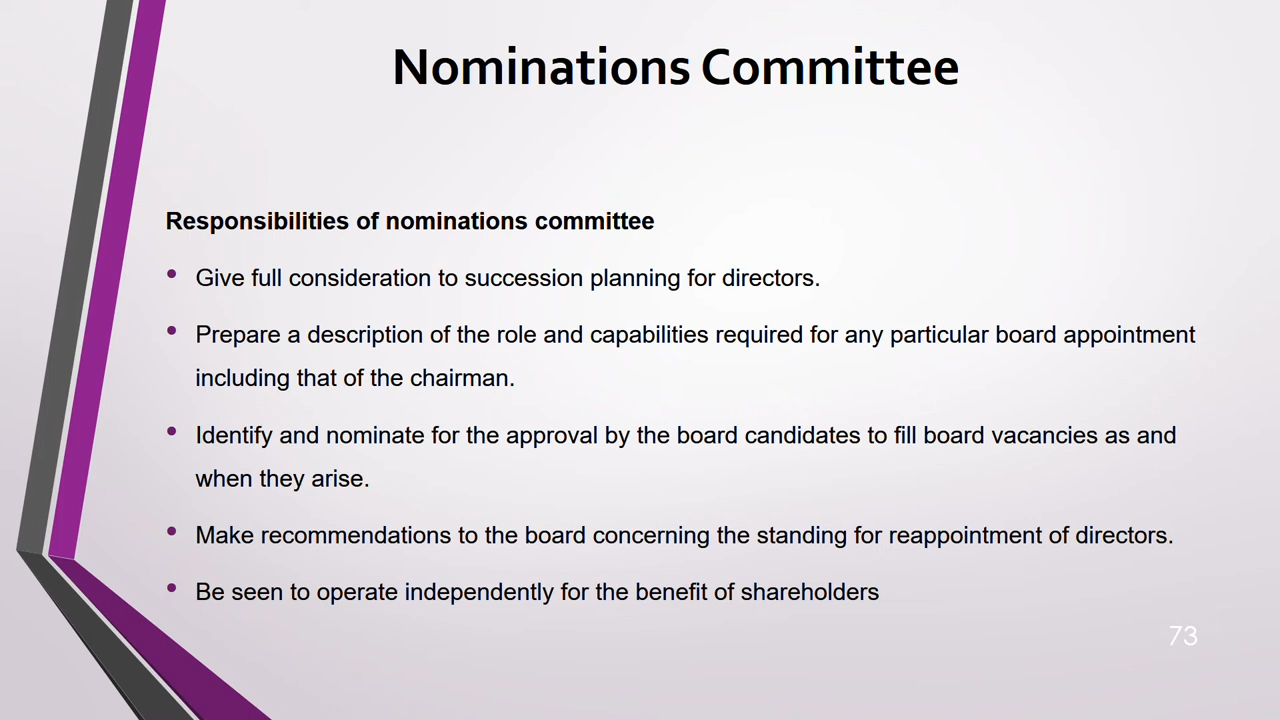 Nominations Committee
Responsibilities of nominations committee
• Give full consideration to succession planning for directors.
• Prepare a description of the role and capabilities required for any particular board appointment
including that of the chairman.
• Identify and nominate for the approval by the board candidates to fill board vacancies as and
when they arise.
• Make recommendations to the board concerning the standing for reappointment of directors.
• Be seen to operate independently for the benefit of shareholders
73